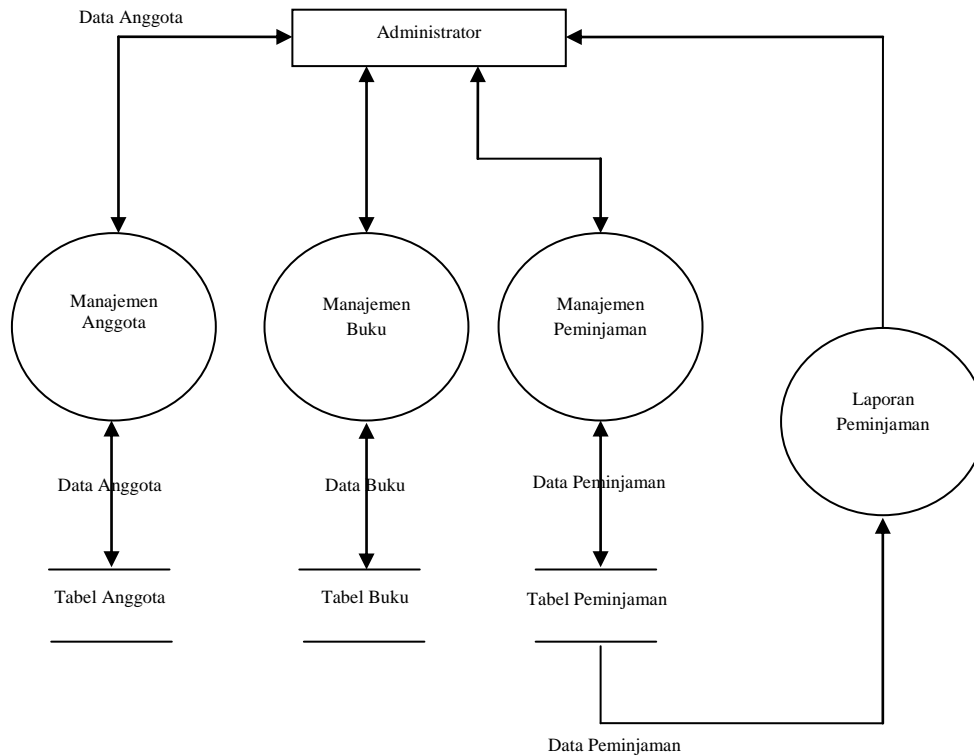 Data Anggota
Administrator
Manajemen
Anggota
Manajemen
Buku
Manajemen
Peminjaman
Laporan
Peminjaman
Data Anggota
Data Buku
Data Peminjaman
Tabel Anggota
Tabel Buku
Tabel Peminjaman
Data Peminjaman